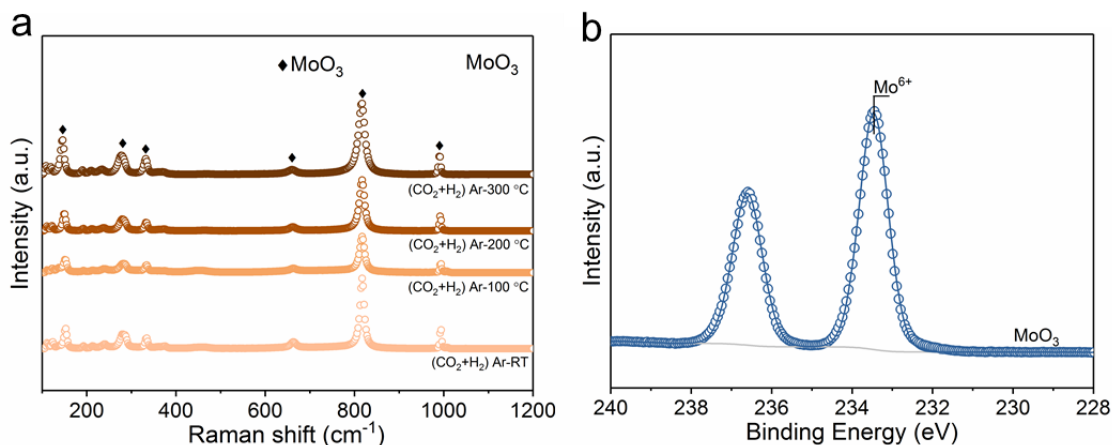 a
◆MoO₃
MoO₃
(CO₂+H₂) Ar-300 °C
(CO₂+H₂) Ar-200 °C
(CO₂+H₂) Ar-100 °C
(CO₂+H₂) Ar-RT
Intensity (a.u.)
200 400 600 800 1000 1200
Raman shift (cm⁻¹)
b
Mo⁶⁺
MoO₃
Intensity (a.u.)
240 238 236 234 232 230 228
Binding Energy (eV)